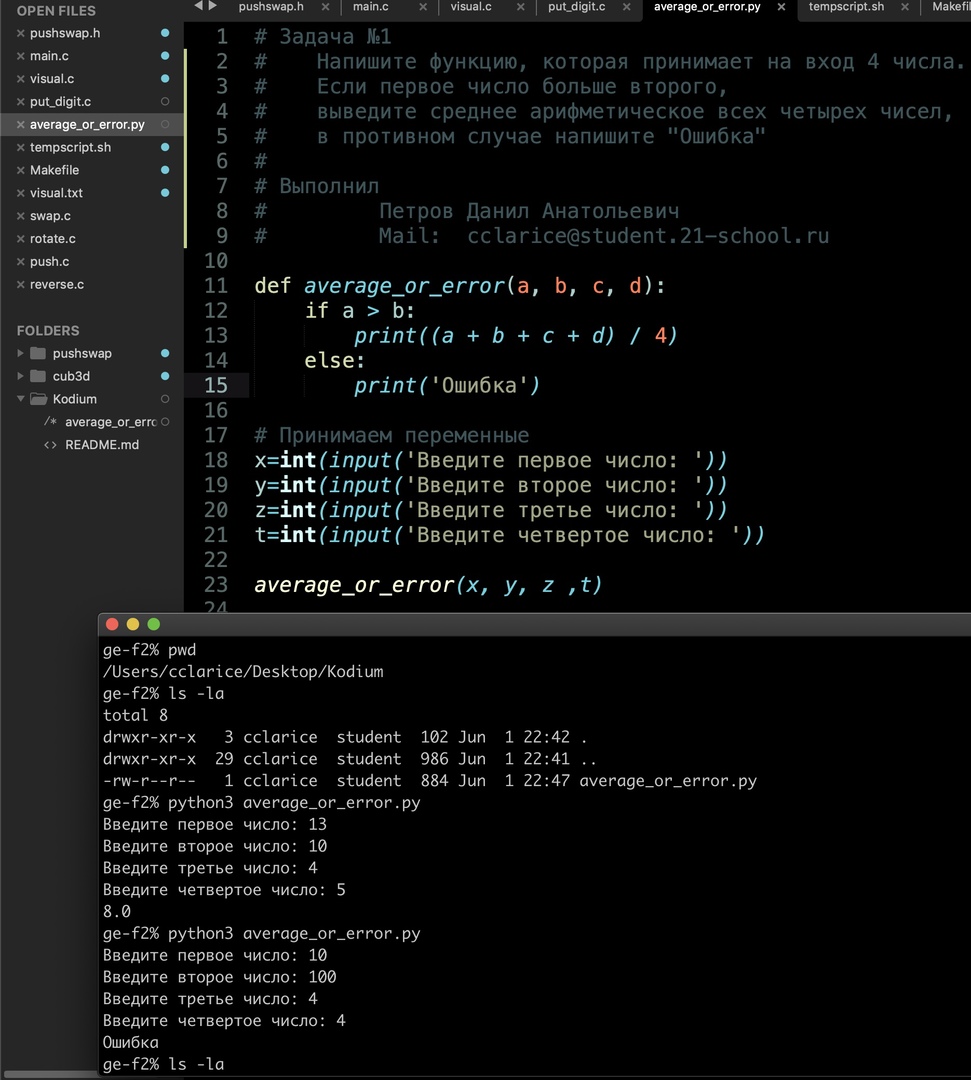 OPEN FILES
pushswap.h
main.c
visual.c
put_digit.c
average_or_error.py
tempscript.sh
Makefile
visual.txt
swap.c
rotate.c
push.c
reverse.c
FOLDERS
pushswap
cub3d
Kodium
/* average_or_errc
<> README.md
pushswap.h main.c visual.c put_digit.c average_or_error.py tempscript.sh Makefil
1 # Задача №1
2 #    Напишите функцию, которая принимает на вход 4 числа.
3 #    Если первое число больше второго,
4 #    выведите среднее арифметическое всех четырех чисел,
5 #    в противном случае напишите "Ошибка"
6 #
7 # Выполнил
8 #         Петров Данил Анатольевич
9 #         Mail:  cclarice@student.21-school.ru
10
11 def average_or_error(a, b, c, d):
12     if a > b:
13         print((a + b + c + d) / 4)
14     else:
15         print('Ошибка')
16
17 # Принимаем переменные
18 x=int(input('Введите первое число: '))
19 y=int(input('Введите второе число: '))
20 z=int(input('Введите третье число: '))
21 t=int(input('Введите четвертое число: '))
22
23 average_or_error(x, y, z ,t)
24
ge-f2% pwd
/Users/cclarice/Desktop/Kodium
ge-f2% ls -la
total 8
drwxr-xr-x   3 cclarice  student  102 Jun  1 22:42 .
drwxr-xr-x  29 cclarice  student  986 Jun  1 22:41 ..
-rw-r--r--   1 cclarice  student  884 Jun  1 22:47 average_or_error.py
ge-f2% python3 average_or_error.py
Введите первое число: 13
Введите второе число: 10
Введите третье число: 4
Введите четвертое число: 5
8.0
ge-f2% python3 average_or_error.py
Введите первое число: 10
Введите второе число: 100
Введите третье число: 4
Введите четвертое число: 4
Ошибка
ge-f2% ls -la